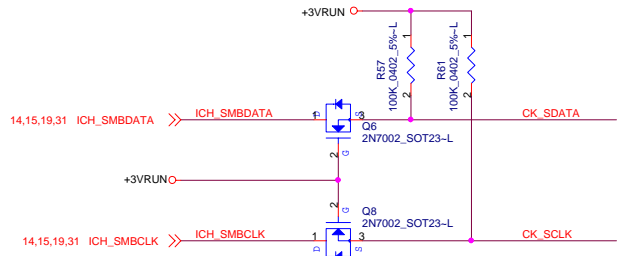 +3VRUN
1
1
R57
100K_0402_5%~L
R61
100K_0402_5%~L
2
2
14,15,19,31 ICH_SMBDATA
ICH_SMBDATA
1
D
S
3
CK_SDATA
Q6
2N7002_SOT23~L
2
G
+3VRUN
2
G
Q8
2N7002_SOT23~L
14,15,19,31 ICH_SMBCLK
ICH_SMBCLK
1
3
CK_SCLK
D
S